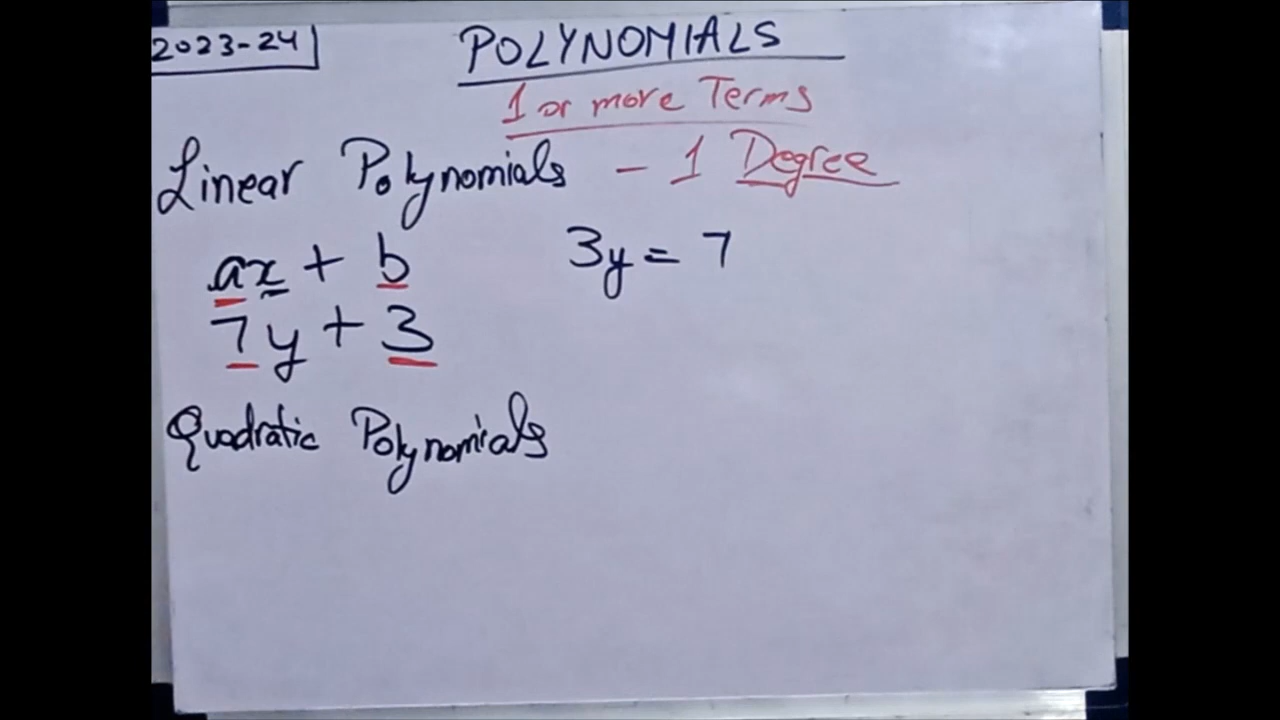 2023-24
POLYNOMIALS
1 or more Terms
Linear Polynomials - 1 Degree
ax + b
3y = 7
7y + 3
Quadratic Polynomials